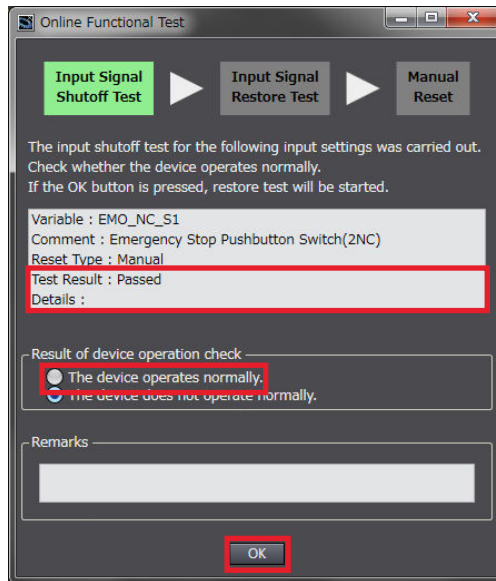 Online Functional Test
Input Signal
Shutoff Test
Input Signal
Restore Test
Manual
Reset
The input shutoff test for the following input settings was carried out.
Check whether the device operates normally.
If the OK button is pressed, restore test will be started.
Variable : EMO_NC_S1
Comment : Emergency Stop Pushbutton Switch(2NC)
Reset Type : Manual
Test Result : Passed
Details :
Result of device operation check
The device operates normally.
The device does not operate normally.
Remarks
OK